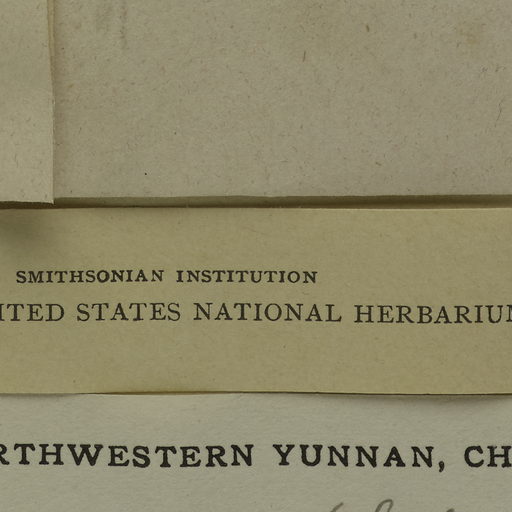 SMITHSONIAN INSTITUTION
ITED STATES NATIONAL HERBARIUM
RTHWESTERN YUNNAN, CH